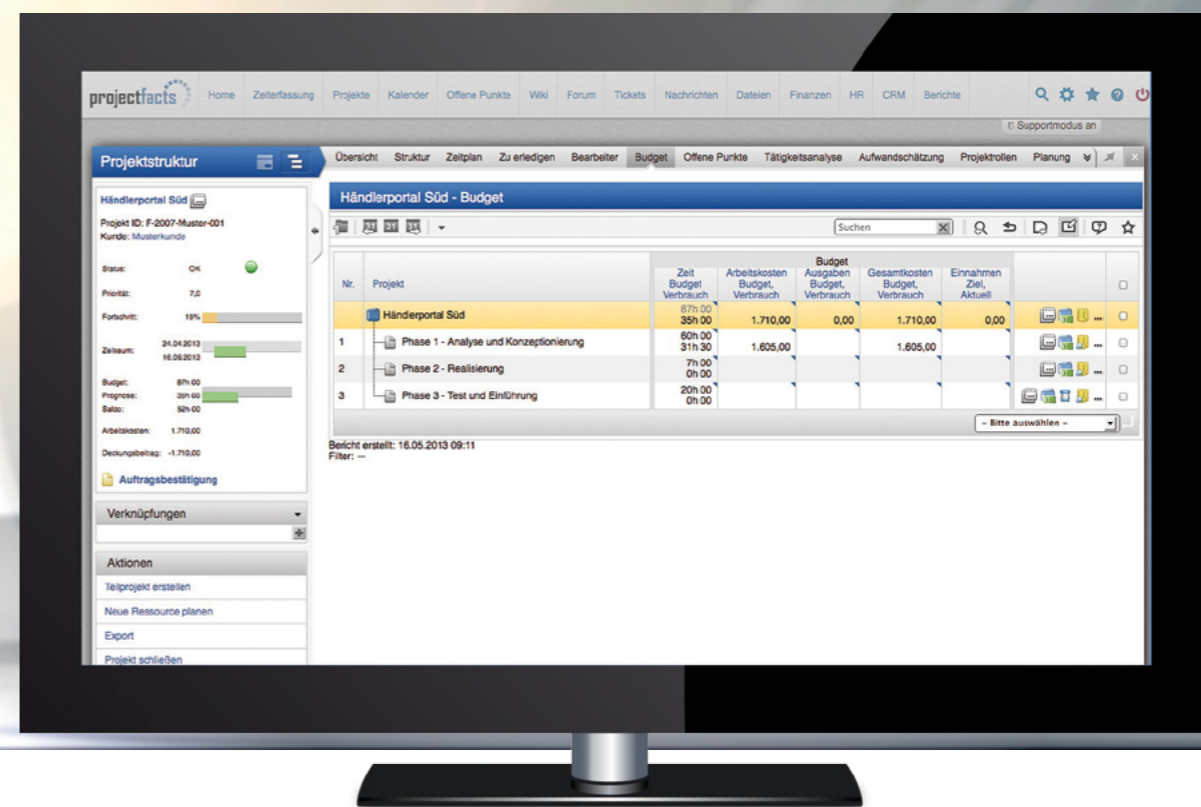 projectfacts Home Zeiterfassung Projekte Kalender Offene Punkte Wiki Forum Tickets Nachrichten Dateien Finanzen HR CRM Berichte
Supportmodus an
Projektstruktur
Übersicht Struktur Zeitplan Zu erledigen Bearbeiter Budget Offene Punkte Tätigkeitsanalyse Aufwandschätzung Projektrollen Planung
Händlerportal Süd
Projekt ID: F-2007-Muster-001
Kunde: Musterkunde
Status: OK
Priorität: 7,0
Fortschritt: 18%
Zeitraum: 24.04.2013
16.06.2013
Budget: 87h 00
Prognose: 35h 00
Saldo: 52h 00
Arbeitskosten: 1.710,00
Deckungsbeitrag: -1.710,00
Auftragsbestätigung
Verknüpfungen
Aktionen
Teilprojekt erstellen
Neue Ressource planen
Export
Projekt schließen
Händlerportal Süd - Budget
Suchen
Budget
Nr. Projekt
Zeit
Budget
Verbrauch
Arbeitskosten
Budget,
Verbrauch
Ausgaben
Budget,
Verbrauch
Gesamtkosten
Budget,
Verbrauch
Einnahmen
Ziel,
Aktuell
87h 00
Händlerportal Süd 35h 00 1.710,00 0,00 1.710,00 0,00 ...
60h 00
1 Phase 1 - Analyse und Konzeptionierung 31h 30 1.605,00 1.605,00 ...
7h 00
2 Phase 2 - Realisierung 0h 00 ...
20h 00
3 Phase 3 - Test und Einführung 0h 00 ...
- Bitte auswählen -
Bericht erstellt: 16.05.2013 09:11
Filter: --